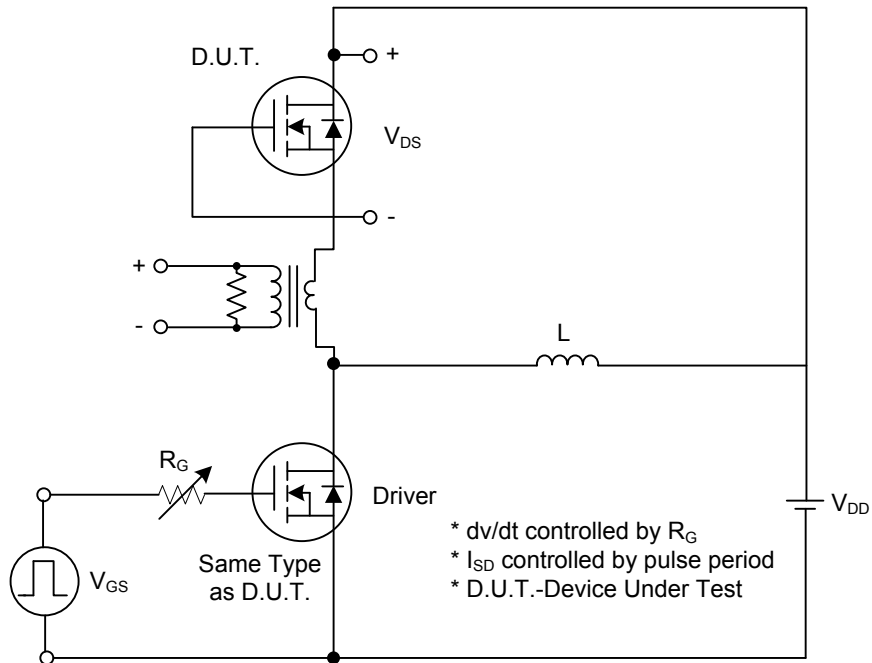 D.U.T.
+
V_DS
-
+
-
L
R_G
Driver
V_DD
V_GS
Same Type
as D.U.T.
* dv/dt controlled by R_G
* I_SD controlled by pulse period
* D.U.T.-Device Under Test